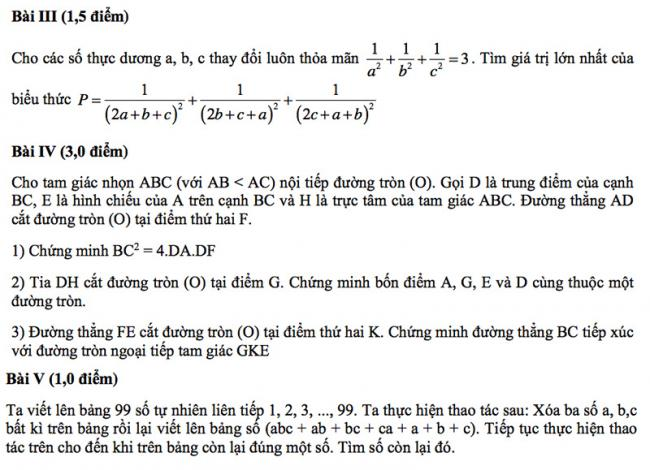 Bài III (1,5 điểm)
Cho các số thực dương a, b, c thay đổi luôn thỏa mãn 1/a² + 1/b² + 1/c² = 3. Tìm giá trị lớn nhất của
biểu thức P = 1/(2a+b+c)² + 1/(2b+c+a)² + 1/(2c+a+b)²
Bài IV (3,0 điểm)
Cho tam giác nhọn ABC (với AB < AC) nội tiếp đường tròn (O). Gọi D là trung điểm của cạnh
BC, E là hình chiếu của A trên cạnh BC và H là trực tâm của tam giác ABC. Đường thẳng AD
cắt đường tròn (O) tại điểm thứ hai F.
1) Chứng minh BC² = 4.DA.DF
2) Tia DH cắt đường tròn (O) tại điểm G. Chứng minh bốn điểm A, G, E và D cùng thuộc một
đường tròn.
3) Đường thẳng FE cắt đường tròn (O) tại điểm thứ hai K. Chứng minh đường thẳng BC tiếp xúc
với đường tròn ngoại tiếp tam giác GKE
Bài V (1,0 điểm)
Ta viết lên bảng 99 số tự nhiên liên tiếp 1, 2, 3, ..., 99. Ta thực hiện thao tác sau: Xóa ba số a, b,c
bất kì trên bảng rồi lại viết lên bảng số (abc + ab + bc + ca + a + b + c). Tiếp tục thực hiện thao
tác trên cho đến khi trên bảng còn lại đúng một số. Tìm số còn lại đó.